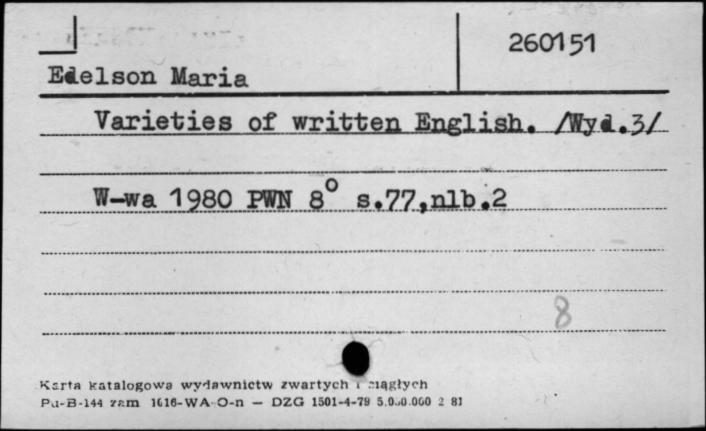 260151
Edelson Maria
Varieties of written English. /Wyd.3/
W-wa 1980 PWN 8° s.77,nlb.2
8
Karta katalogowa wydawnictw zwartych i ciągłych
Pu-B-144 zam 1616-WA-O-n — DZG 1501-4-79 5.000.000 2 81